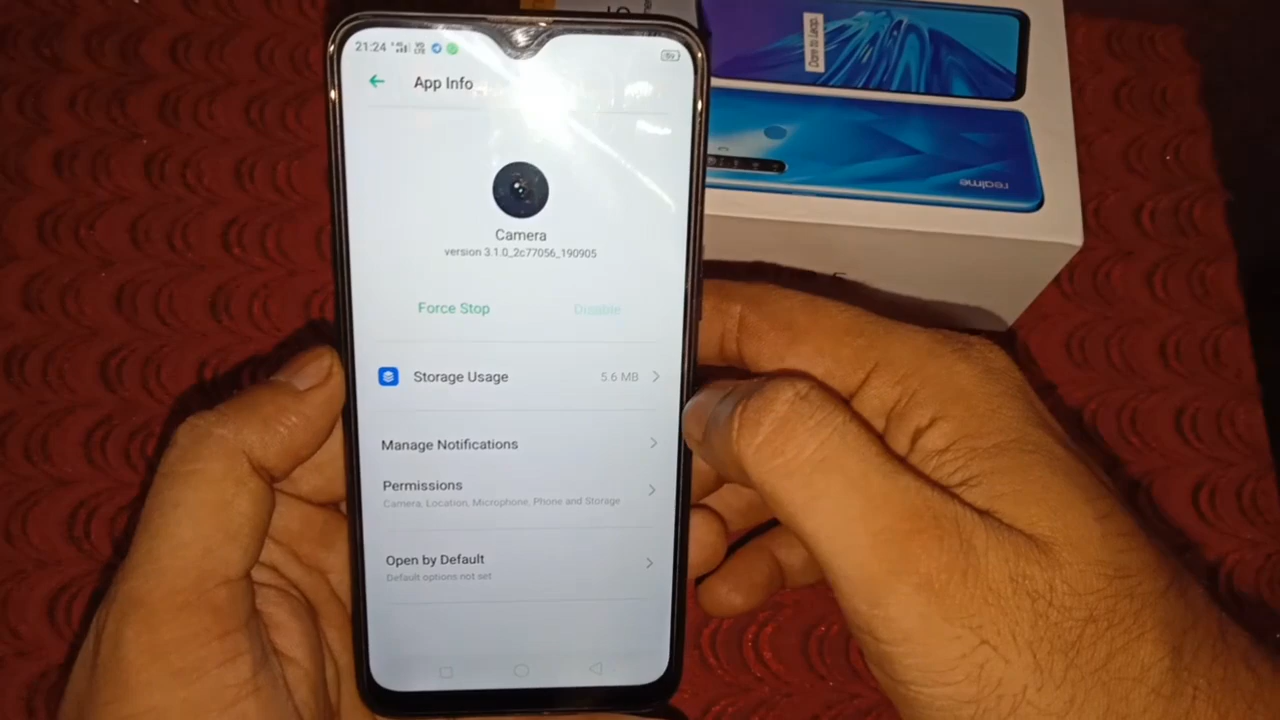 21:24
App Info
Camera
version 3.1.0_2c77056_190905
Force Stop
Disable
Storage Usage
5.6 MB
Manage Notifications
Permissions
Camera, Location, Microphone, Phone and Storage
Open by Default
Default options not set
Dare to Leap.
realme